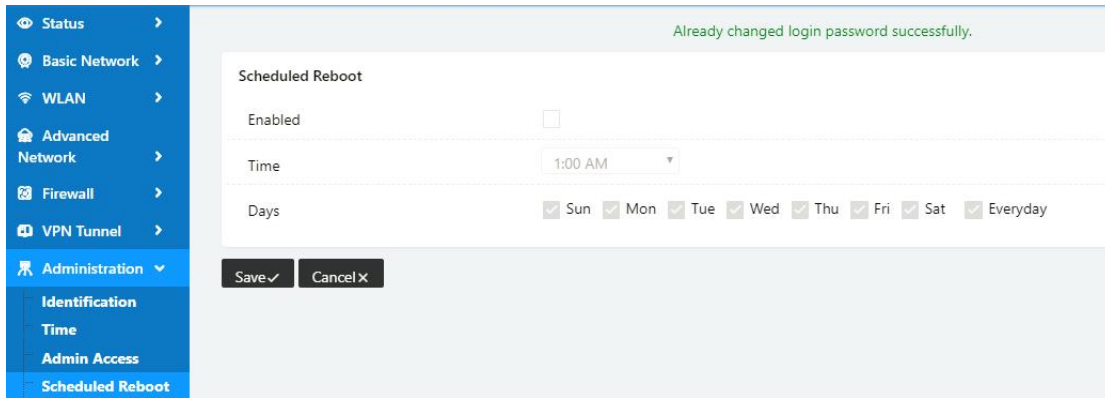 Status
Basic Network
WLAN
Advanced
Network
Firewall
VPN Tunnel
Administration
Identification
Time
Admin Access
Scheduled Reboot
Already changed login password successfully.
Scheduled Reboot
Enabled
Time 1:00 AM
Days Sun Mon Tue Wed Thu Fri Sat Everyday
Save Cancel